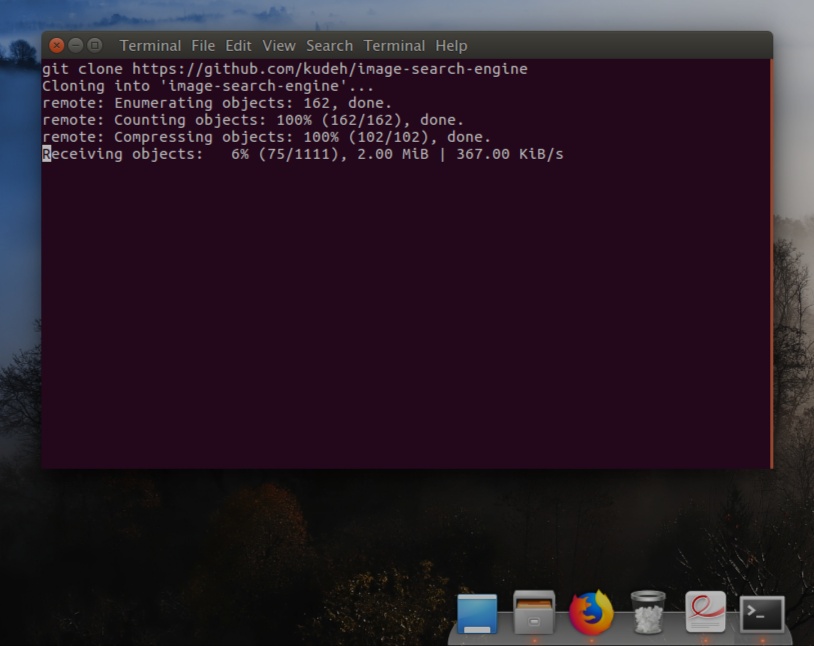 Terminal File Edit View Search Terminal Help
git clone https://github.com/kudeh/image-search-engine
Cloning into 'image-search-engine'...
remote: Enumerating objects: 162, done.
remote: Counting objects: 100% (162/162), done.
remote: Compressing objects: 100% (102/102), done.
Receiving objects:   6% (75/1111), 2.00 MiB | 367.00 KiB/s
>_